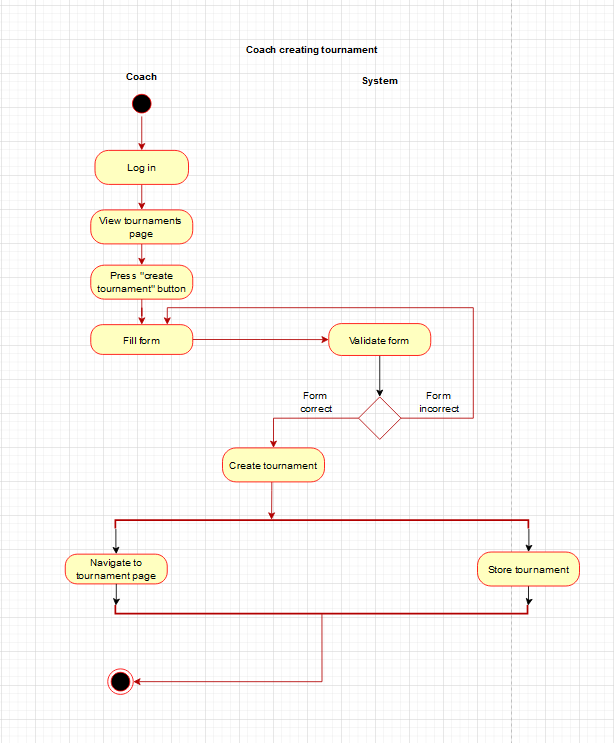 Coach creating tournament
Coach
System
Log in
View tournaments
page
Press "create
tournament" button
Fill form
Validate form
Form
correct
Form
incorrect
Create tournament
Navigate to
tournament page
Store tournament